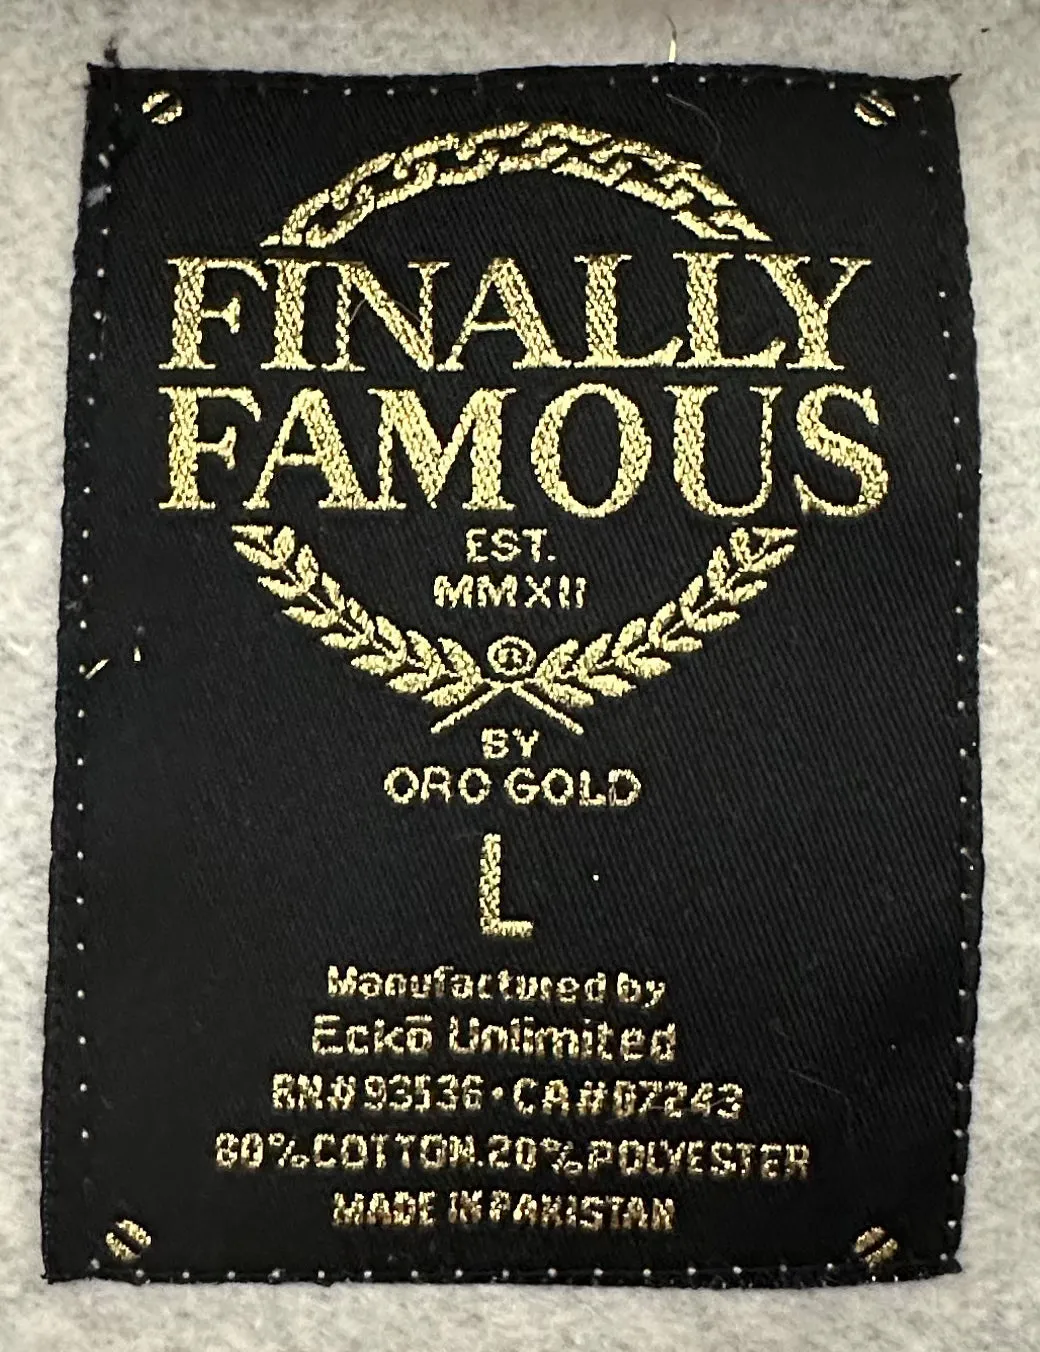 FINALLY
FAMOUS
EST.
MMXII
BY
ORO GOLD
L
Manufactured by
Eckō Unlimited
RN# 93536 • CA# 07243
80% COTTON. 20% POLYESTER
MADE IN PAKISTAN